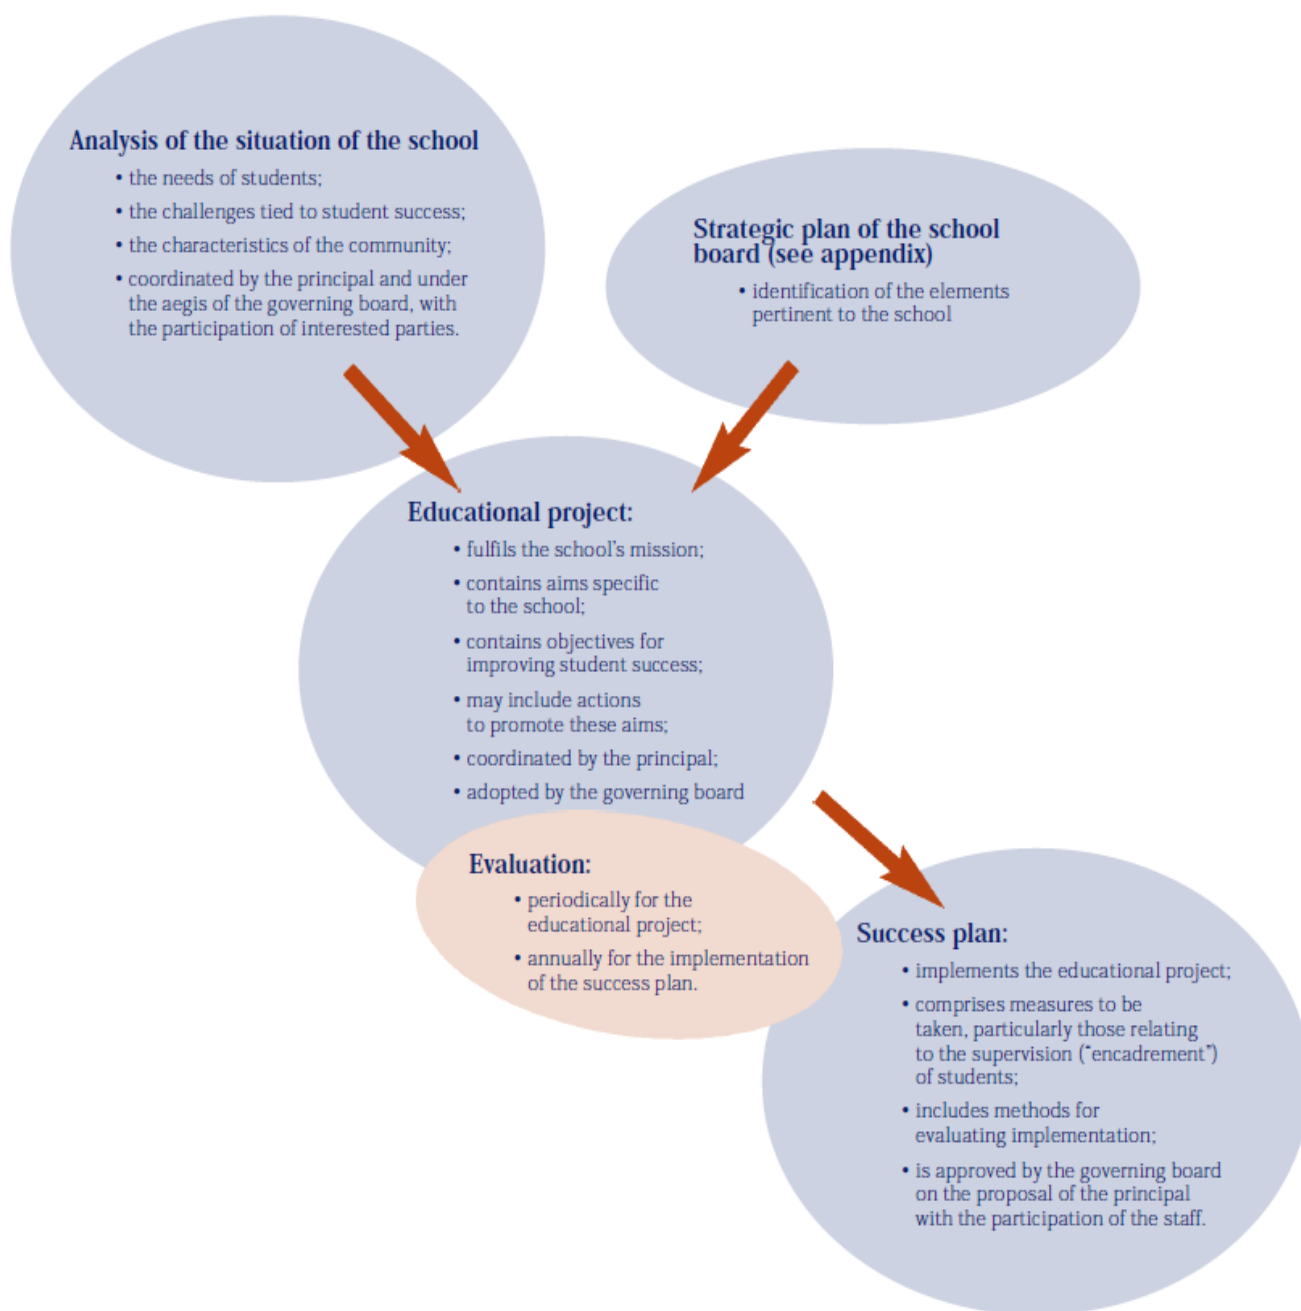 Analysis of the situation of the school
• the needs of students;
• the challenges tied to student success;
• the characteristics of the community;
• coordinated by the principal and under
the aegis of the governing board, with
the participation of interested parties.
Strategic plan of the school
board (see appendix)
• identification of the elements
pertinent to the school
Educational project:
• fulfils the school's mission;
• contains aims specific
to the school;
• contains objectives for
improving student success;
• may include actions
to promote these aims;
• coordinated by the principal;
• adopted by the governing board
Evaluation:
• periodically for the
educational project;
• annually for the implementation
of the success plan.
Success plan:
• implements the educational project;
• comprises measures to be
taken, particularly those relating
to the supervision ("encadrement")
of students;
• includes methods for
evaluating implementation;
• is approved by the governing board
on the proposal of the principal
with the participation of the staff.